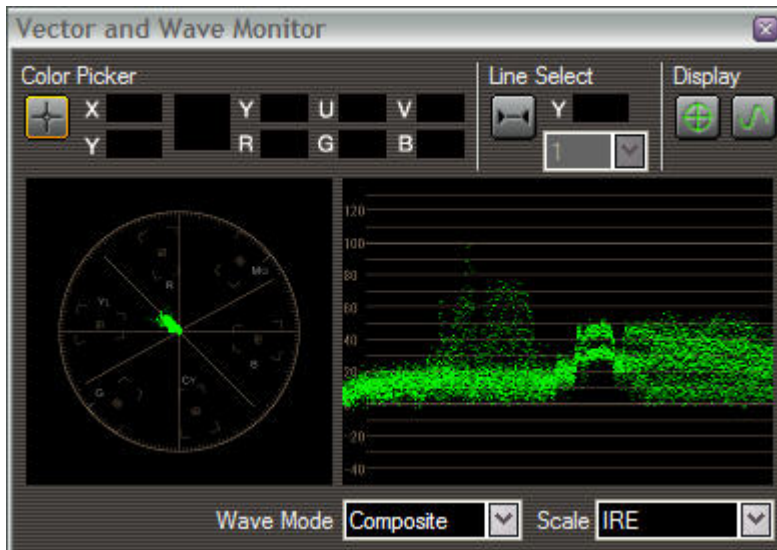 Vector and Wave Monitor
Color Picker
Line Select
Display
X
Y
U
V
Y
Y
R
G
B
1
R
MG
YL
B
G
CY
120
100
80
60
40
20
0
-20
-40
Wave Mode
Composite
Scale
IRE